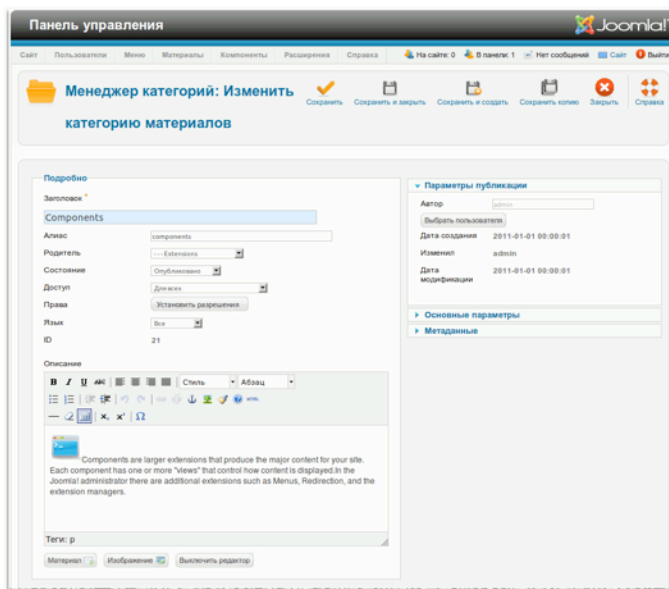 Панель управления
Joomla!
Сайт Пользователи Меню Материалы Компоненты Расширения Справка На сайте: 0 В панели: 1 Нет сообщений Сайт Выйти
Менеджер категорий: Изменить
категорию материалов
Сохранить Сохранить и закрыть Сохранить и создать Сохранить копию Закрыть Справка
Подробно
Заголовок *
Components
Алиас components
Родитель - - - Extensions
Состояние Опубликовано
Доступ Для всех
Права Установить разрешения
Язык Все
ID 21
Описание
B I U ABC Стиль Абзац
HTML
x, x' Ω
Components are larger extensions that produce the major content for your site.
Each component has one or more "views" that control how content is displayed.In the
Joomla! administrator there are additional extensions such as Menus, Redirection, and the
extension managers.
Теги: p
Материал Изображение Выключить редактор
Параметры публикации
Автор admin
Выбрать пользователя
Дата создания 2011-01-01 00:00:01
Изменил admin
Дата
модификации 2011-01-01 00:00:01
Основные параметры
Метаданные